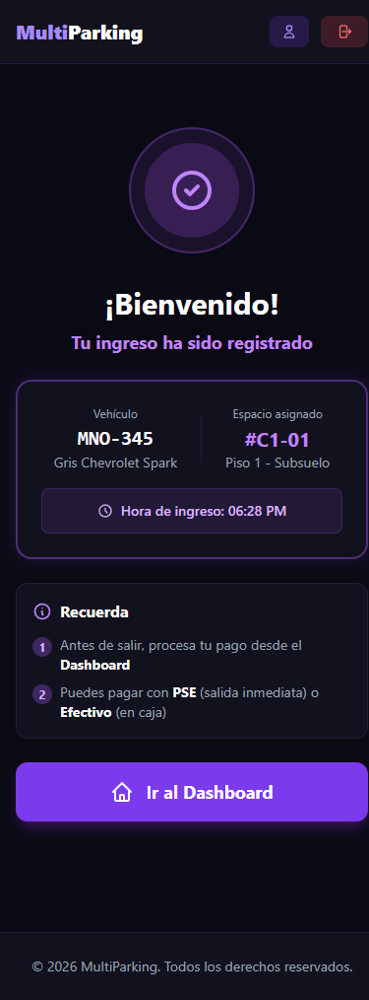 MultiParking
¡Bienvenido!
Tu ingreso ha sido registrado
Vehículo
MNO-345
Gris Chevrolet Spark
Espacio asignado
#C1-01
Piso 1 - Subsuelo
Hora de ingreso: 06:28 PM
Recuerda
1 Antes de salir, procesa tu pago desde el
Dashboard
2 Puedes pagar con PSE (salida inmediata) o
Efectivo (en caja)
Ir al Dashboard
© 2026 MultiParking. Todos los derechos reservados.